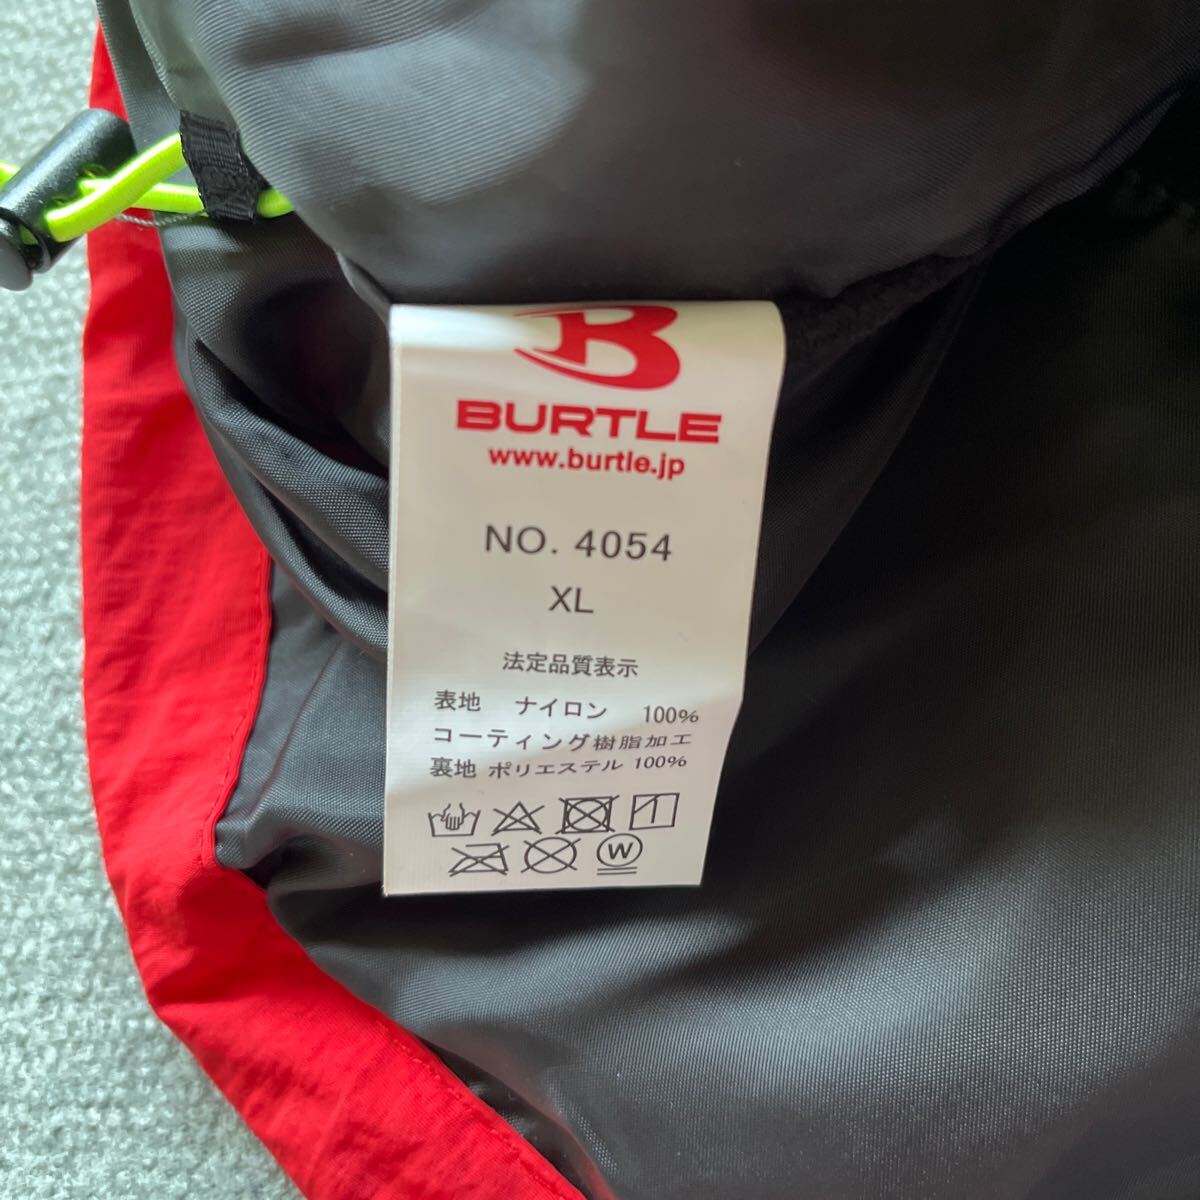 B
BURTLE
www.burtle.jp
NO. 4054
XL
法定品質表示
表地 ナイロン 100%
コーティング樹脂加工
裏地 ポリエステル 100%
W